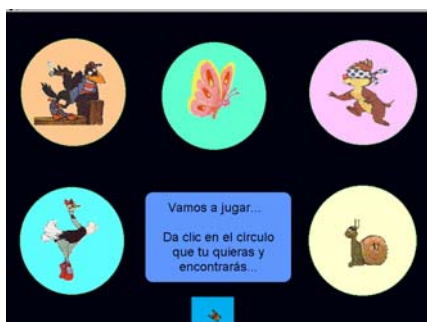 Vamos a jugar...
Da clic en el círculo
que tu quieras y
encontrarás...